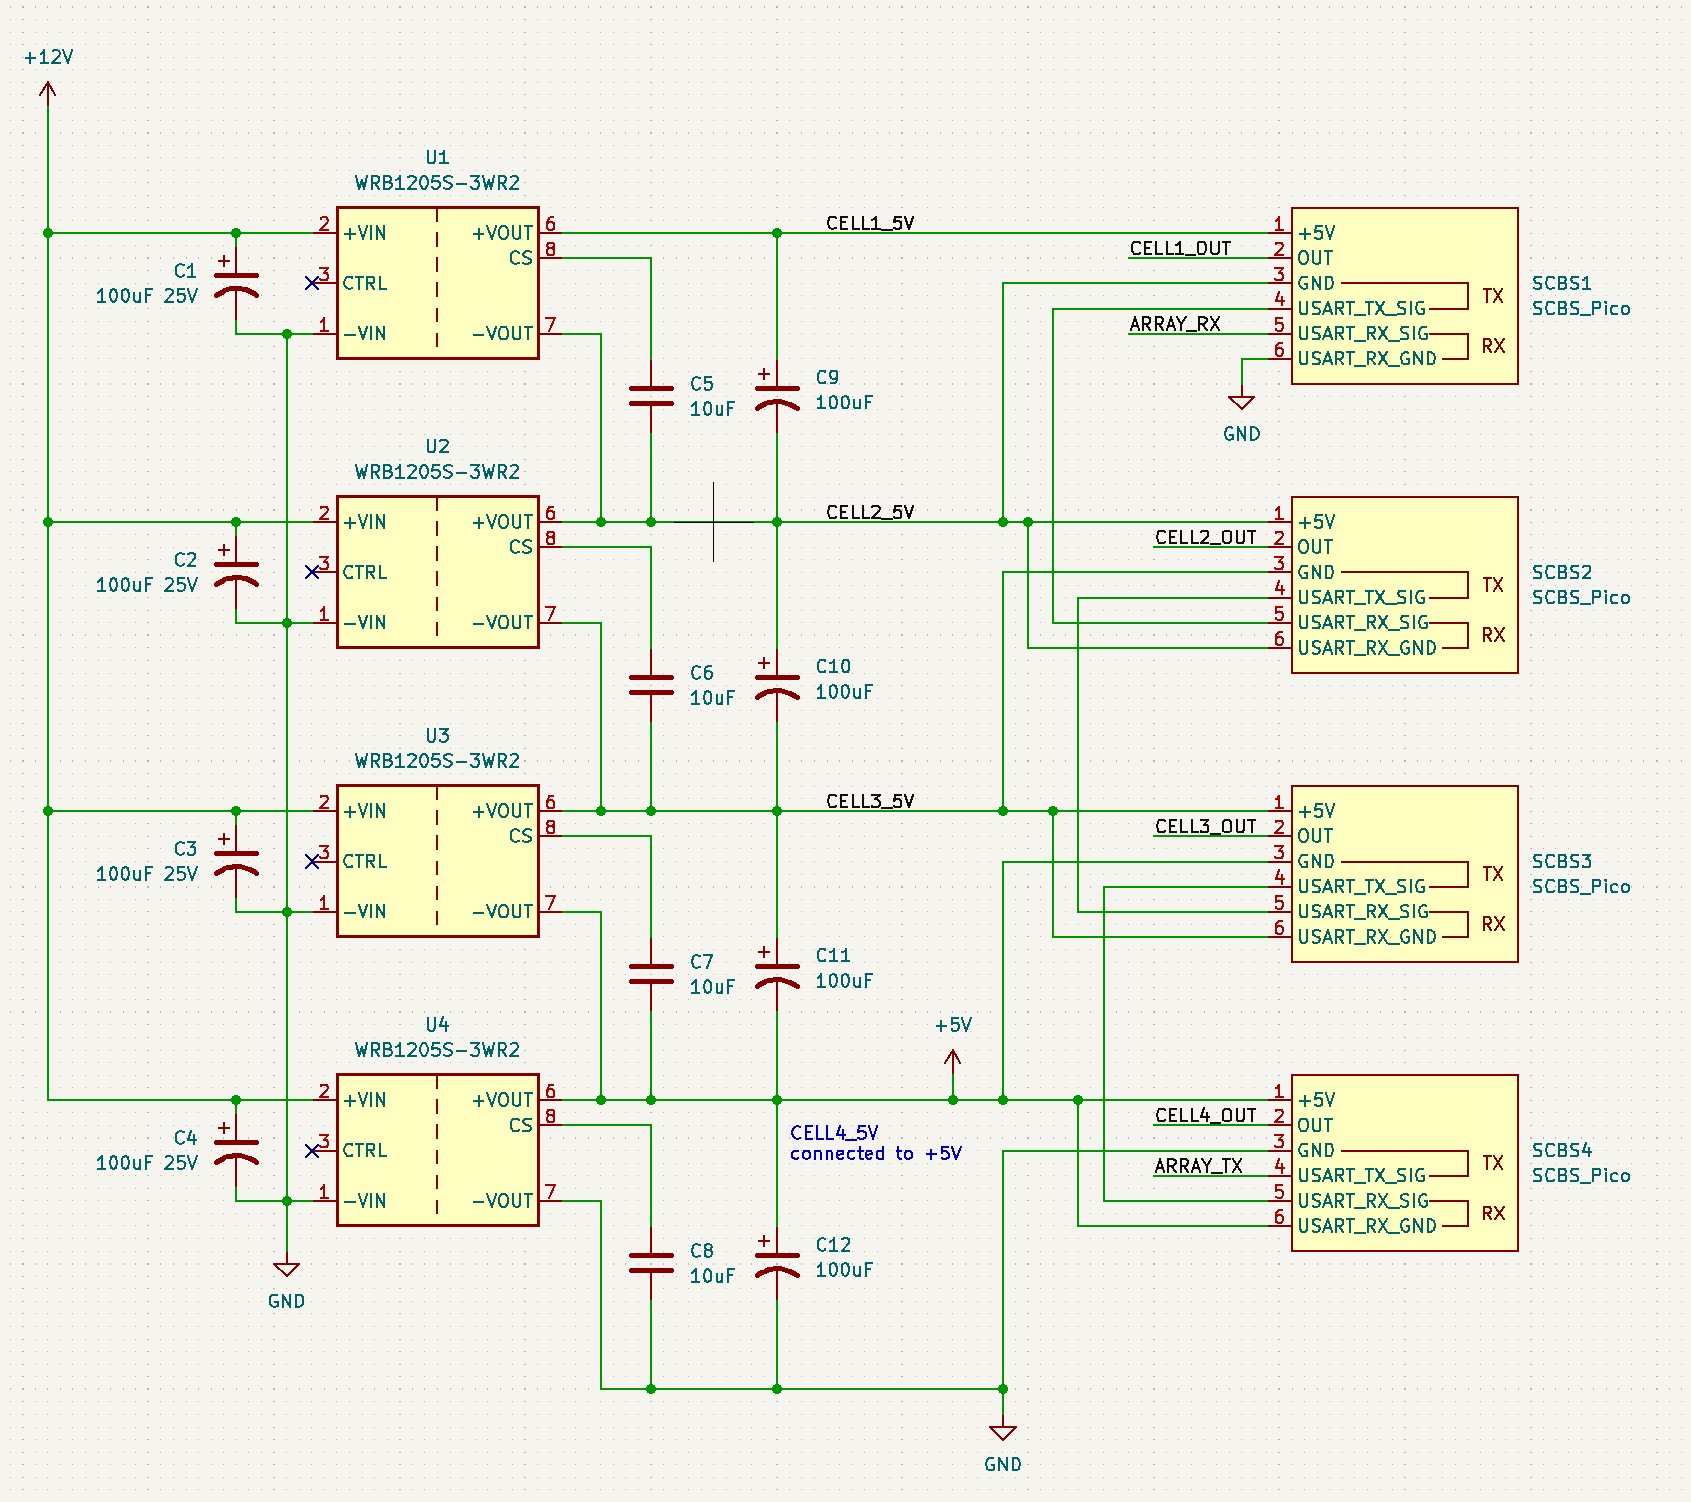 +12V
U1
WRB1205S-3WR2
2 +VIN
+VOUT 6
CS 8
3 CTRL
1 -VIN
-VOUT 7
C1
100uF 25V
CELL1_5V
C5
10uF
C9
100uF
CELL1_OUT
ARRAY_RX
1 +5V
2 OUT
3 GND
4 USART_TX_SIG
5 USART_RX_SIG
6 USART_RX_GND
TX
RX
SCBS1
SCBS_Pico
GND
U2
WRB1205S-3WR2
2 +VIN
+VOUT 6
CS 8
3 CTRL
1 -VIN
-VOUT 7
C2
100uF 25V
CELL2_5V
C6
10uF
C10
100uF
CELL2_OUT
1 +5V
2 OUT
3 GND
4 USART_TX_SIG
5 USART_RX_SIG
6 USART_RX_GND
TX
RX
SCBS2
SCBS_Pico
U3
WRB1205S-3WR2
2 +VIN
+VOUT 6
CS 8
3 CTRL
1 -VIN
-VOUT 7
C3
100uF 25V
CELL3_5V
C7
10uF
C11
100uF
CELL3_OUT
1 +5V
2 OUT
3 GND
4 USART_TX_SIG
5 USART_RX_SIG
6 USART_RX_GND
TX
RX
SCBS3
SCBS_Pico
U4
WRB1205S-3WR2
2 +VIN
+VOUT 6
CS 8
3 CTRL
1 -VIN
-VOUT 7
C4
100uF 25V
GND
+5V
CELL4_5V
connected to +5V
C8
10uF
C12
100uF
CELL4_OUT
ARRAY_TX
1 +5V
2 OUT
3 GND
4 USART_TX_SIG
5 USART_RX_SIG
6 USART_RX_GND
TX
RX
SCBS4
SCBS_Pico
GND